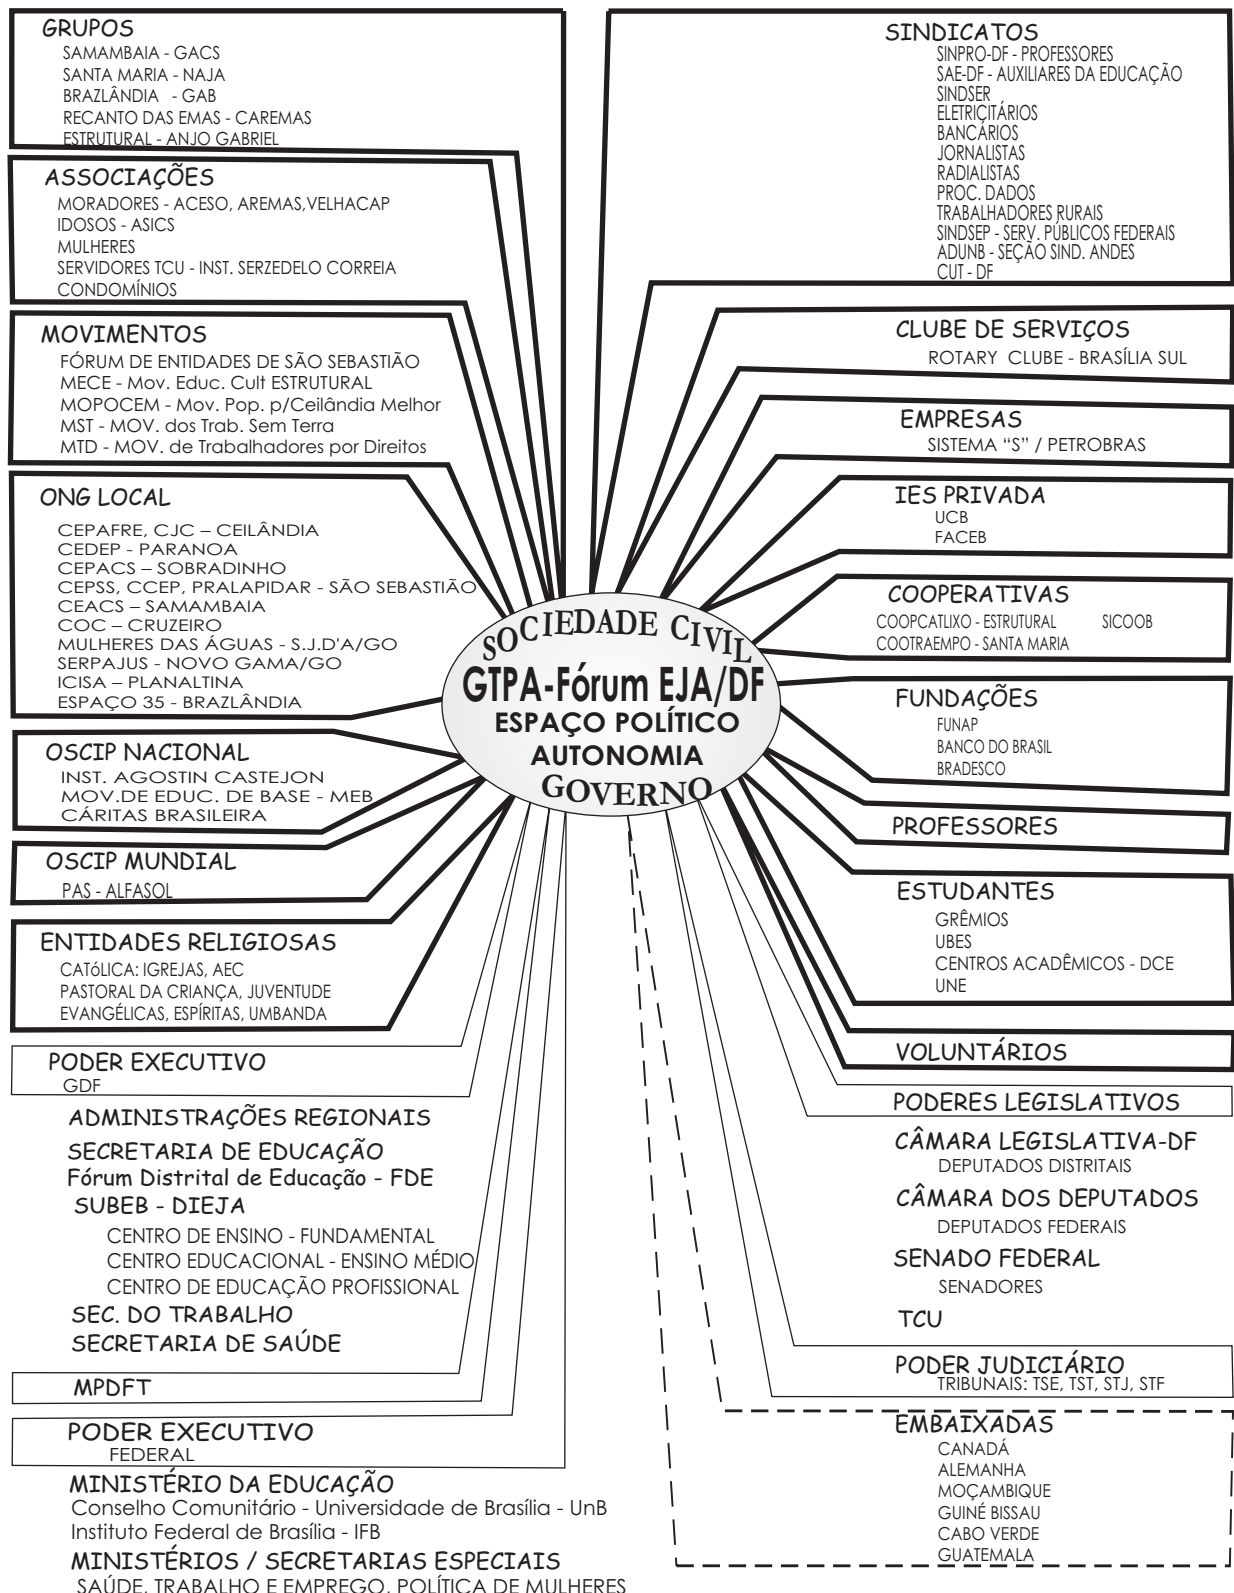 GRUPOS
SAMAMBAIA - GACS
SANTA MARIA - NAJA
BRAZLÂNDIA - GAB
RECANTO DAS EMAS - CAREMAS
ESTRUTURAL - ANJO GABRIEL
ASSOCIAÇÕES
MORADORES - ACESO, AREMAS,VELHACAP
IDOSOS - ASICS
MULHERES
SERVIDORES TCU - INST. SERZEDELO CORREIA
CONDOMÍNIOS
MOVIMENTOS
FÓRUM DE ENTIDADES DE SÃO SEBASTIÃO
MECE - Mov. Educ. Cult ESTRUTURAL
MOPOCEM - Mov. Pop. p/Ceilândia Melhor
MST - MOV. dos Trab. Sem Terra
MTD - MOV. de Trabalhadores por Direitos
ONG LOCAL
CEPAFRE, CJC – CEILÂNDIA
CEDEP - PARANOA
CEPACS – SOBRADINHO
CEPSS, CCEP, PRALAPIDAR - SÃO SEBASTIÃO
CEACS – SAMAMBAIA
COC – CRUZEIRO
MULHERES DAS ÁGUAS - S.J.D'A/GO
SERPAJUS - NOVO GAMA/GO
ICISA – PLANALTINA
ESPAÇO 35 - BRAZLÂNDIA
OSCIP NACIONAL
INST. AGOSTIN CASTEJON
MOV.DE EDUC. DE BASE - MEB
CÁRITAS BRASILEIRA
OSCIP MUNDIAL
PAS - ALFASOL
ENTIDADES RELIGIOSAS
CATóLICA: IGREJAS, AEC
PASTORAL DA CRIANÇA, JUVENTUDE
EVANGÉLICAS, ESPÍRITAS, UMBANDA
PODER EXECUTIVO
GDF
ADMINISTRAÇÕES REGIONAIS
SECRETARIA DE EDUCAÇÃO
Fórum Distrital de Educação - FDE
SUBEB - DIEJA
CENTRO DE ENSINO - FUNDAMENTAL
CENTRO EDUCACIONAL - ENSINO MÉDIO
CENTRO DE EDUCAÇÃO PROFISSIONAL
SEC. DO TRABALHO
SECRETARIA DE SAÚDE
MPDFT
PODER EXECUTIVO
FEDERAL
MINISTÉRIO DA EDUCAÇÃO
Conselho Comunitário - Universidade de Brasília - UnB
Instituto Federal de Brasília - IFB
MINISTÉRIOS / SECRETARIAS ESPECIAIS
SAÚDE, TRABALHO E EMPREGO, POLÍTICA DE MULHERES
SOCIEDADE CIVIL
GTPA-Fórum EJA/DF
ESPAÇO POLÍTICO
AUTONOMIA
GOVERNO
SINDICATOS
SINPRO-DF - PROFESSORES
SAE-DF - AUXILIARES DA EDUCAÇÃO
SINDSER
ELETRICITÁRIOS
BANCÁRIOS
JORNALISTAS
RADIALISTAS
PROC. DADOS
TRABALHADORES RURAIS
SINDSEP - SERV. PÚBLICOS FEDERAIS
ADUNB - SEÇÃO SIND. ANDES
CUT - DF
CLUBE DE SERVIÇOS
ROTARY CLUBE - BRASÍLIA SUL
EMPRESAS
SISTEMA “S” / PETROBRAS
IES PRIVADA
UCB
FACEB
COOPERATIVAS
COOPCATLIXO - ESTRUTURAL SICOOB
COOTRAEMPO - SANTA MARIA
FUNDAÇÕES
FUNAP
BANCO DO BRASIL
BRADESCO
PROFESSORES
ESTUDANTES
GRÊMIOS
UBES
CENTROS ACADÊMICOS - DCE
UNE
VOLUNTÁRIOS
PODERES LEGISLATIVOS
CÂMARA LEGISLATIVA-DF
DEPUTADOS DISTRITAIS
CÂMARA DOS DEPUTADOS
DEPUTADOS FEDERAIS
SENADO FEDERAL
SENADORES
TCU
PODER JUDICIÁRIO
TRIBUNAIS: TSE, TST, STJ, STF
EMBAIXADAS
CANADÁ
ALEMANHA
MOÇAMBIQUE
GUINÉ BISSAU
CABO VERDE
GUATEMALA